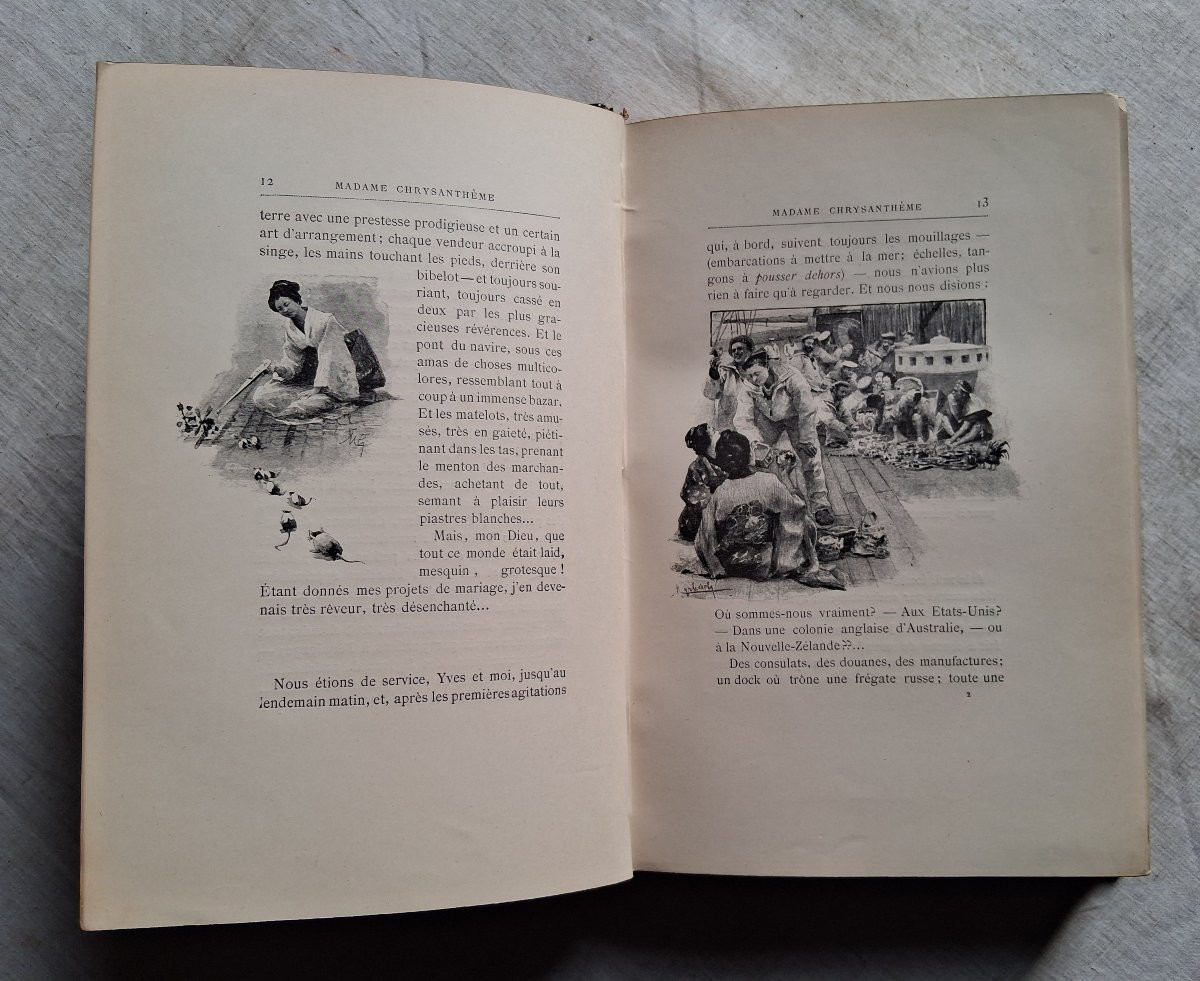 12 MADAME CHRYSANTHÈME
terre avec une prestesse prodigieuse et un certain
art d'arrangement; chaque vendeur accroupi à la
singe, les mains touchant les pieds, derrière son
bibelot — et toujours sou-
riant, toujours cassé en
deux par les plus gra-
cieuses révérences. Et le
pont du navire, sous ces
amas de choses multico-
lores, ressemblant tout à
coup à un immense bazar.
Et les matelots, très amu-
sés, très en gaieté, piéti-
nant dans les tas, prenant
le menton des marchan-
des, achetant de tout,
semant à plaisir leurs
piastres blanches...
Mais, mon Dieu, que
tout ce monde était laid,
mesquin, grotesque!
Étant donnés mes projets de mariage, j'en deve-
nais très rêveur, très désenchanté...
Nous étions de service, Yves et moi, jusqu'au
lendemain matin, et, après les premières agitations
MADAME CHRYSANTHÈME 13
qui, à bord, suivent toujours les mouillages —
(embarcations à mettre à la mer; échelles, tan-
gons à pousser dehors) — nous n'avions plus
rien à faire qu'à regarder. Et nous nous disions :
Où sommes-nous vraiment? — Aux Etats-Unis?
— Dans une colonie anglaise d'Australie, — ou
à la Nouvelle-Zélande??...
Des consulats, des douanes, des manufactures;
un dock où trône une frégate russe; toute une
2